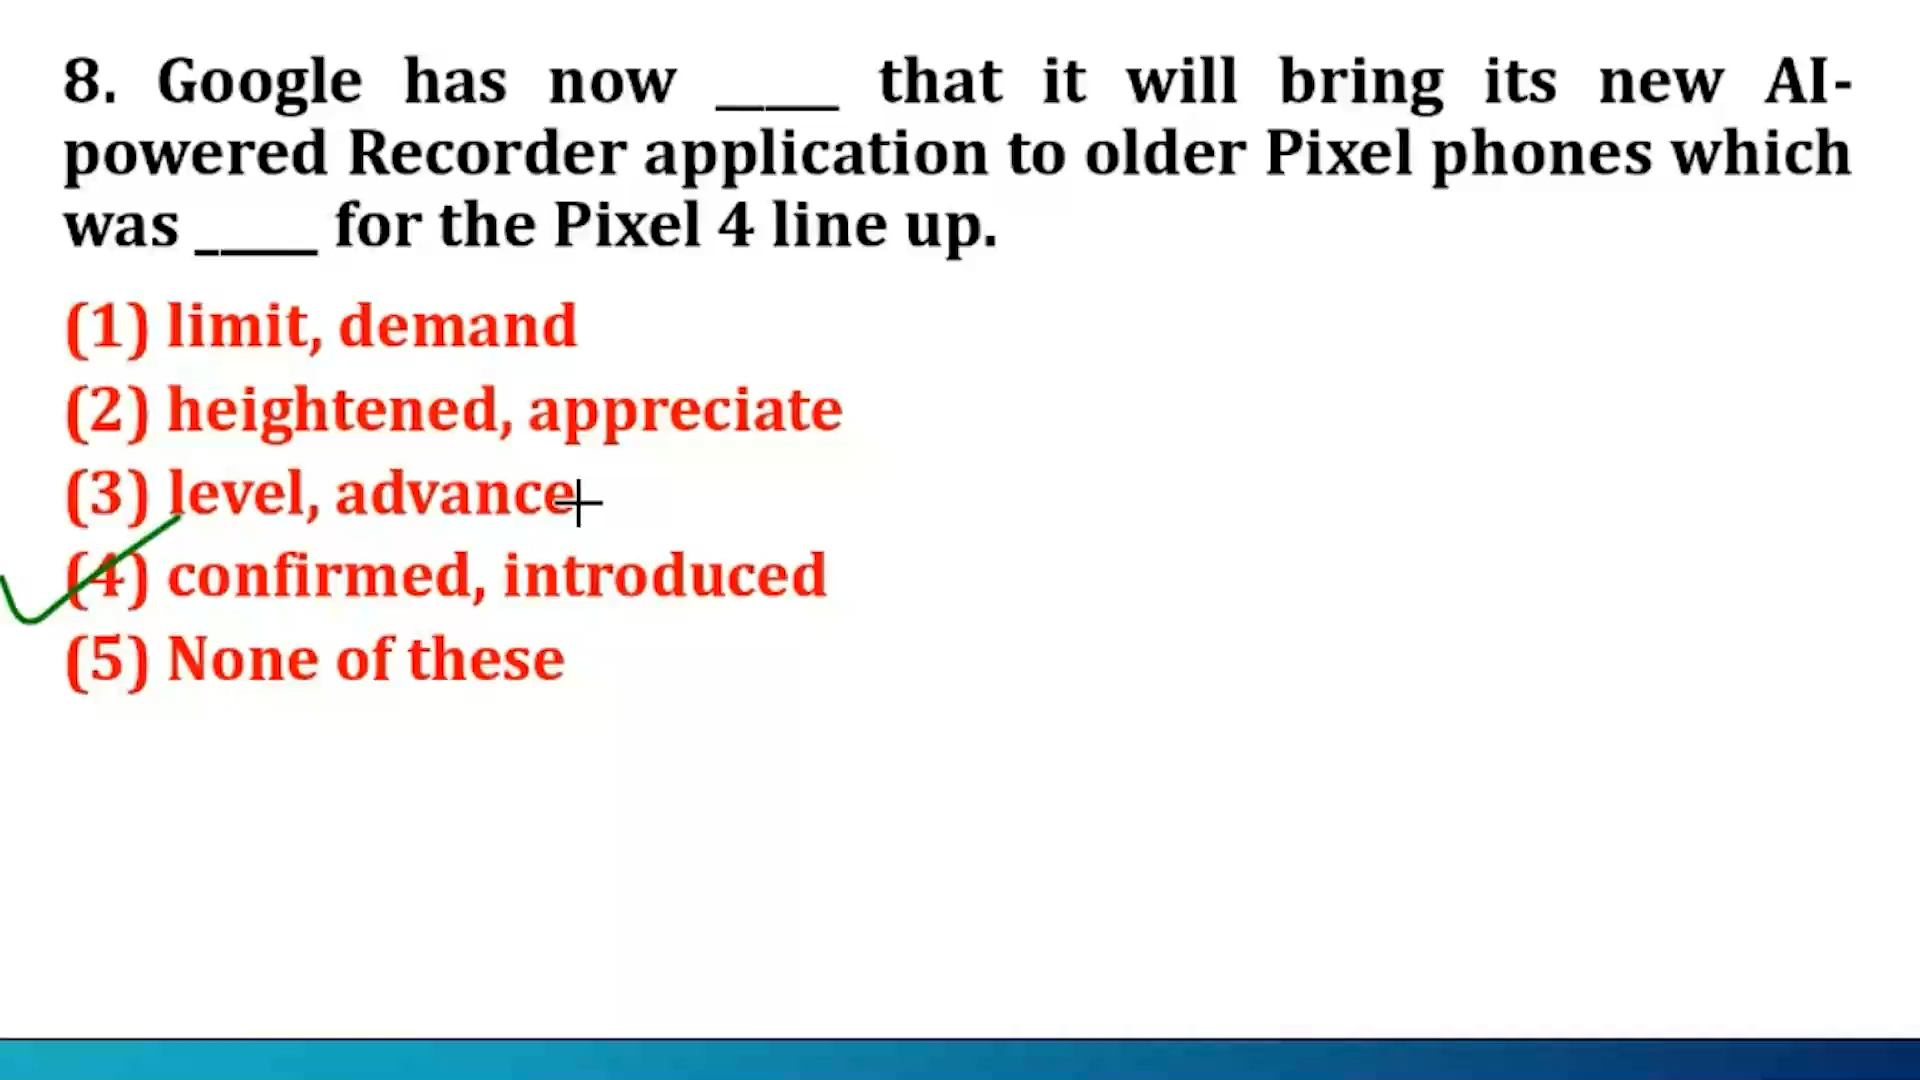 8. Google has now _____ that it will bring its new AI-
powered Recorder application to older Pixel phones which
was _____ for the Pixel 4 line up.
(1) limit, demand
(2) heightened, appreciate
(3) level, advance
(4) confirmed, introduced
(5) None of these